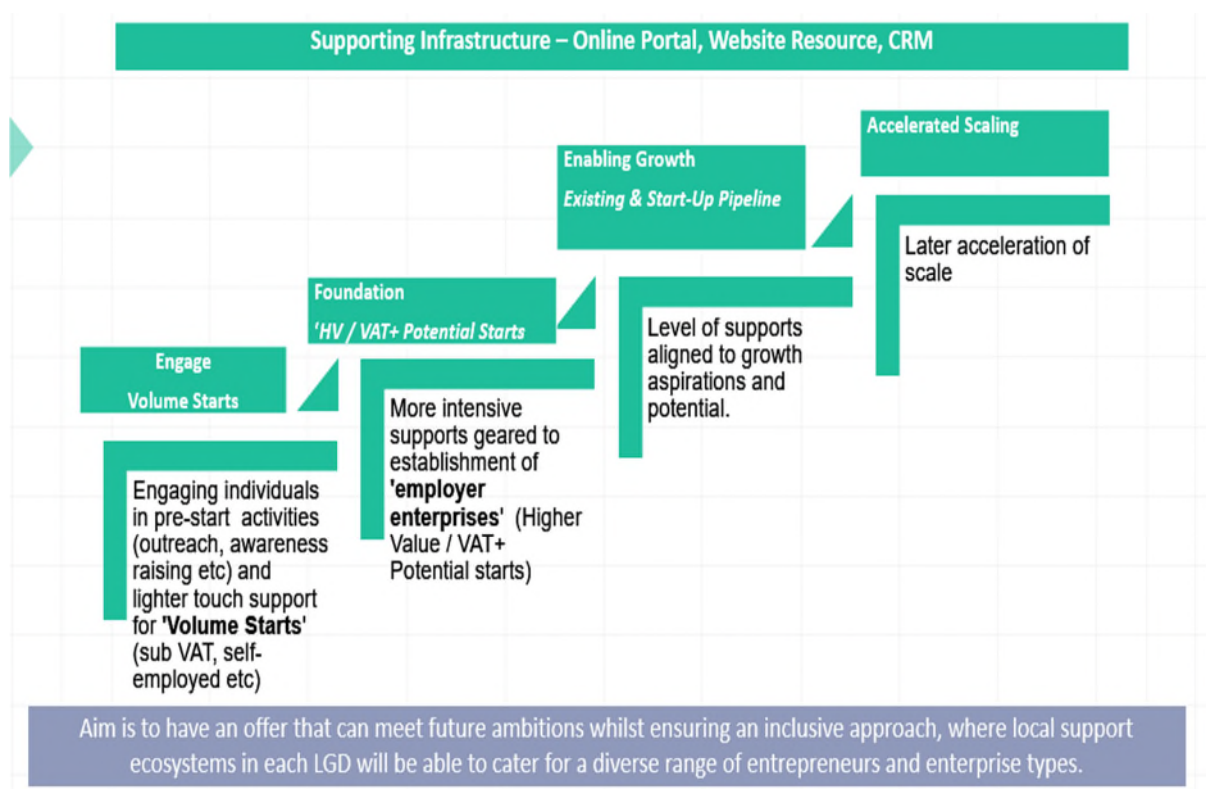 Supporting Infrastructure – Online Portal, Website Resource, CRM
Engage
Volume Starts
Engaging individuals
in pre-start activities
(outreach, awareness
raising etc) and
lighter touch support
for 'Volume Starts'
(sub VAT, self-
employed etc)
Foundation
‘HV / VAT+ Potential Starts
More intensive
supports geared to
establishment of
'employer
enterprises' (Higher
Value / VAT+
Potential starts)
Enabling Growth
Existing & Start-Up Pipeline
Level of supports
aligned to growth
aspirations and
potential.
Accelerated Scaling
Later acceleration of
scale
Aim is to have an offer that can meet future ambitions whilst ensuring an inclusive approach, where local support
ecosystems in each LGD will be able to cater for a diverse range of entrepreneurs and enterprise types.